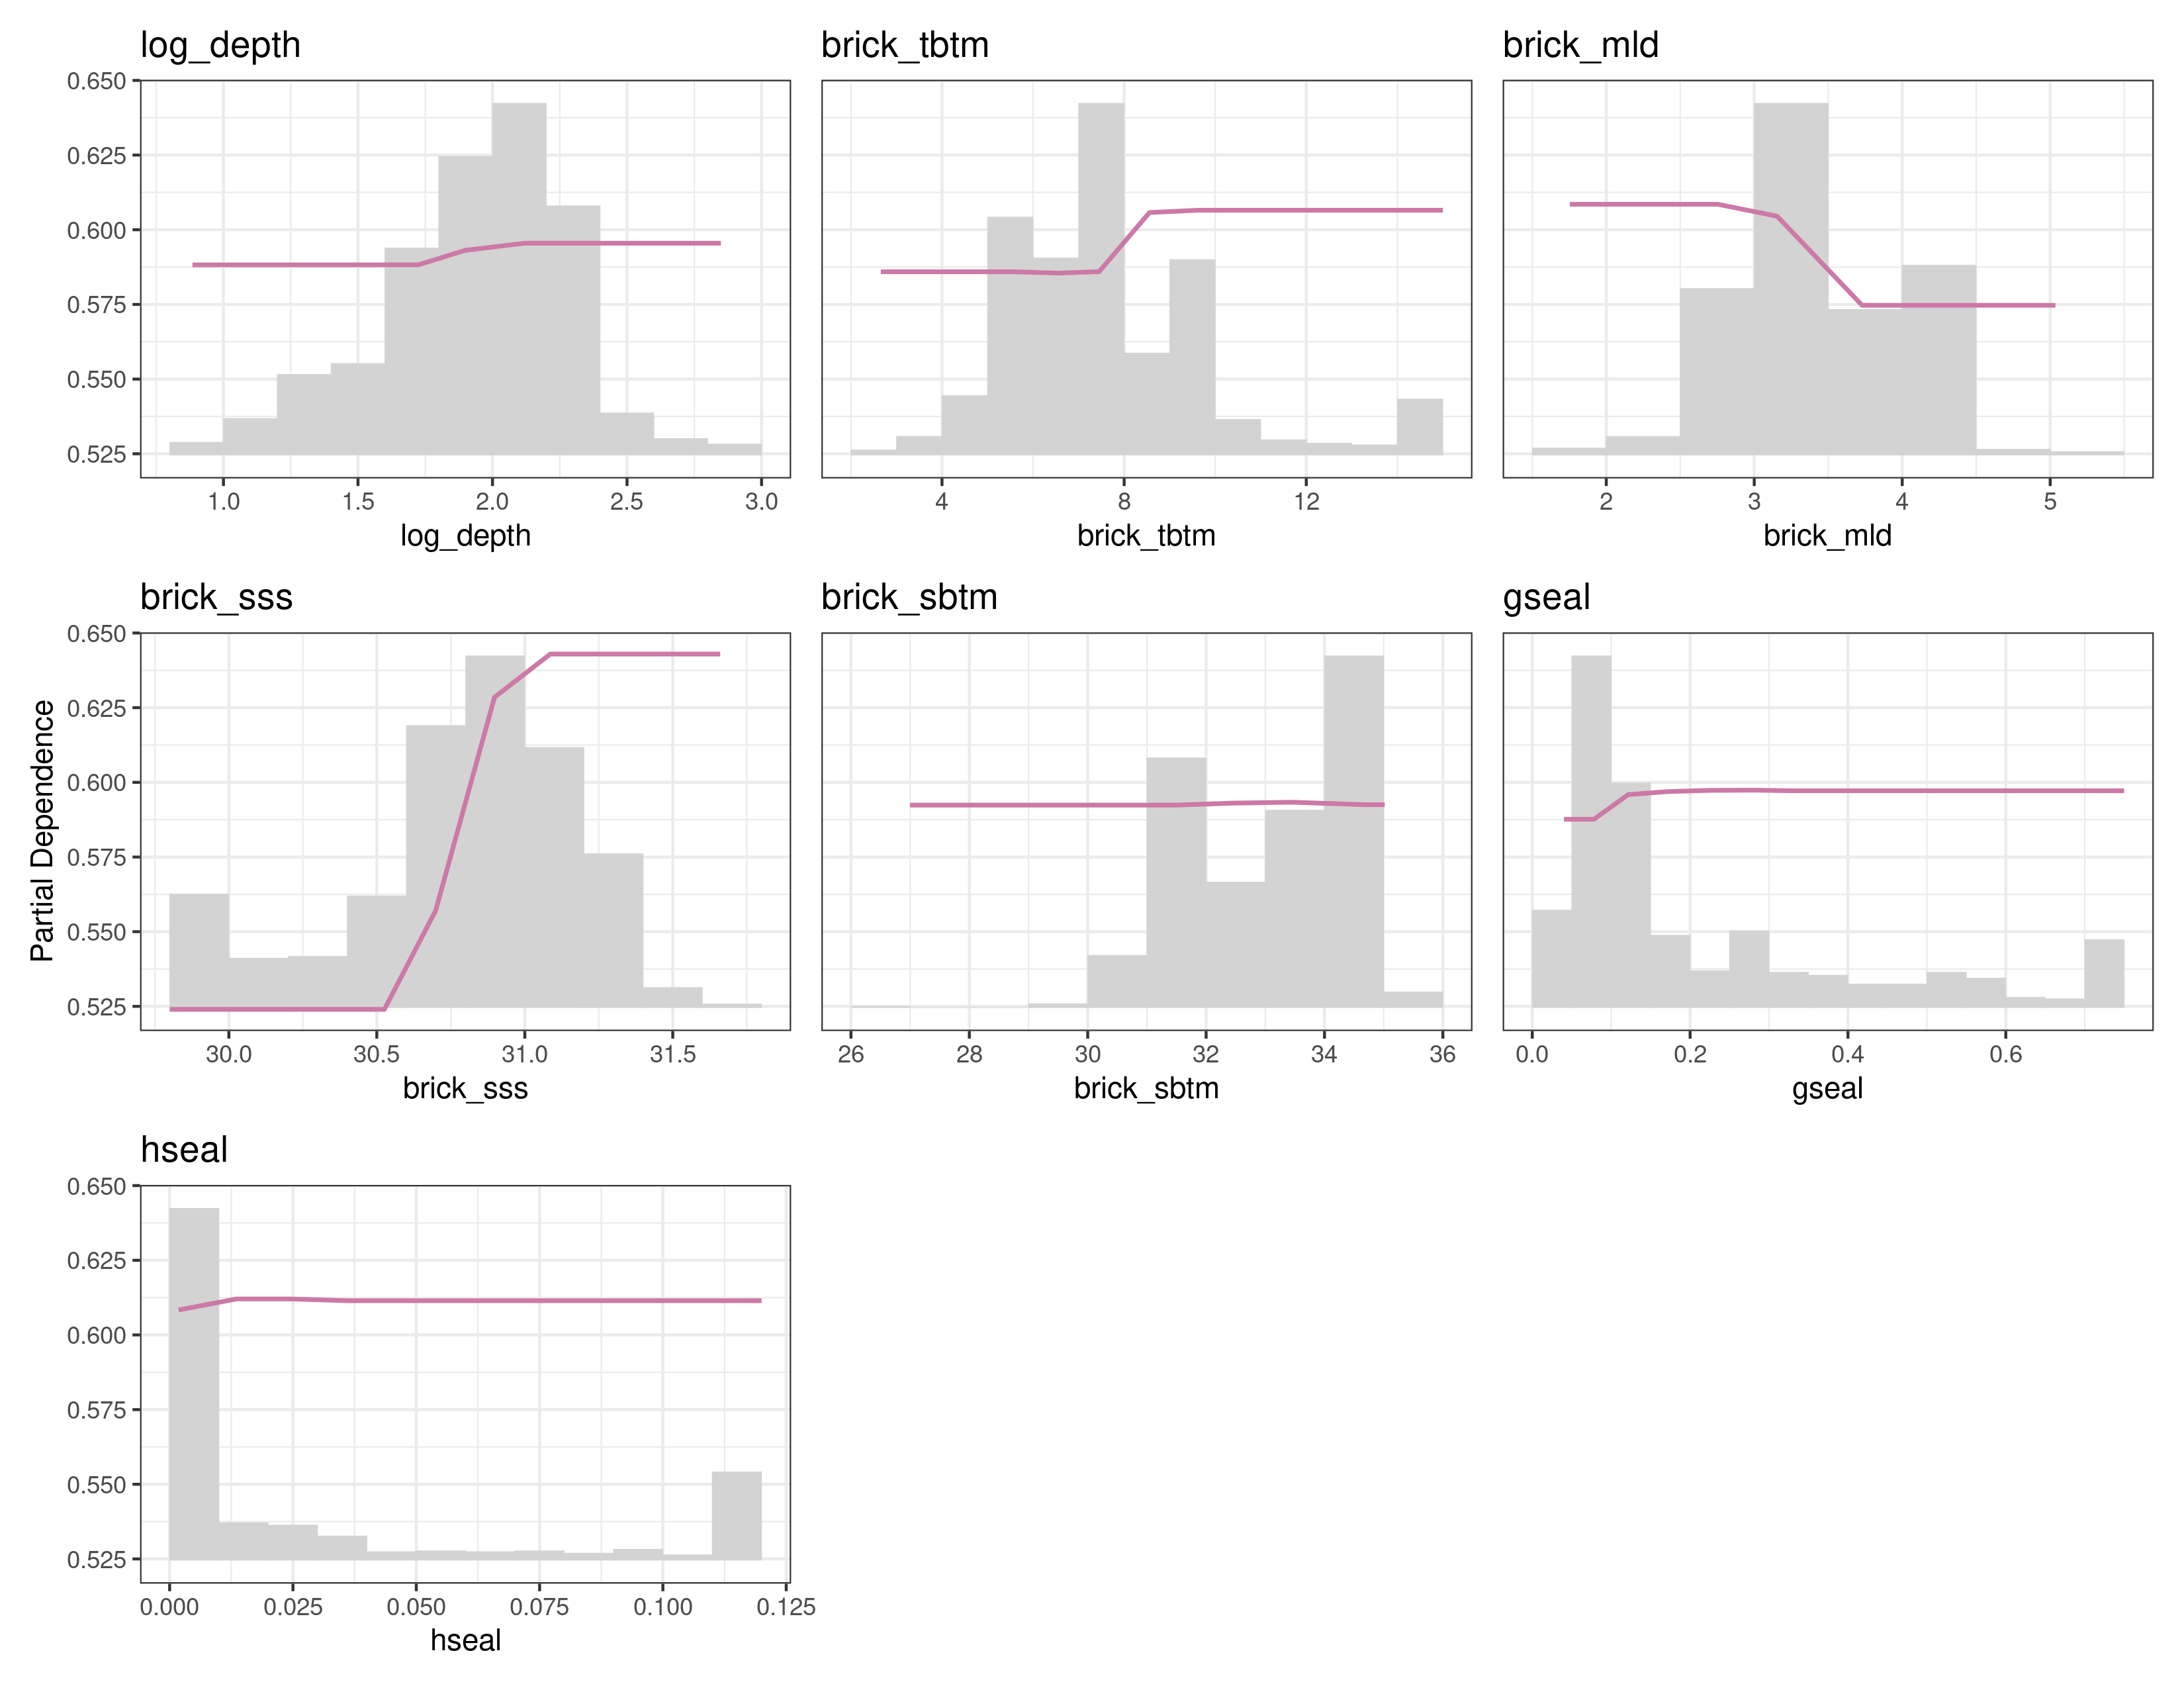 log_depth
brick_tbtm
brick_mld
0.650
0.625
0.600
0.575
0.550
0.525
1.0 1.5 2.0 2.5 3.0
4 8 12
2 3 4 5
log_depth
brick_tbtm
brick_mld
brick_sss
brick_sbtm
gseal
Partial Dependence
0.650
0.625
0.600
0.575
0.550
0.525
30.0 30.5 31.0 31.5
26 28 30 32 34 36
0.0 0.2 0.4 0.6
brick_sss
brick_sbtm
gseal
hseal
0.650
0.625
0.600
0.575
0.550
0.525
0.000 0.025 0.050 0.075 0.100 0.125
hseal